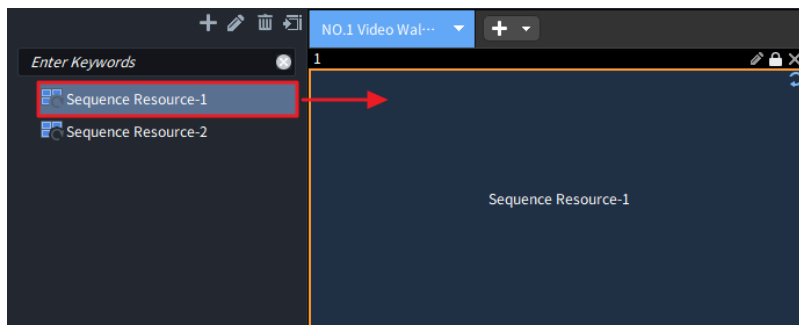 NO.1 Video Wal···
Enter Keywords
1
Sequence Resource-1
Sequence Resource-2
Sequence Resource-1